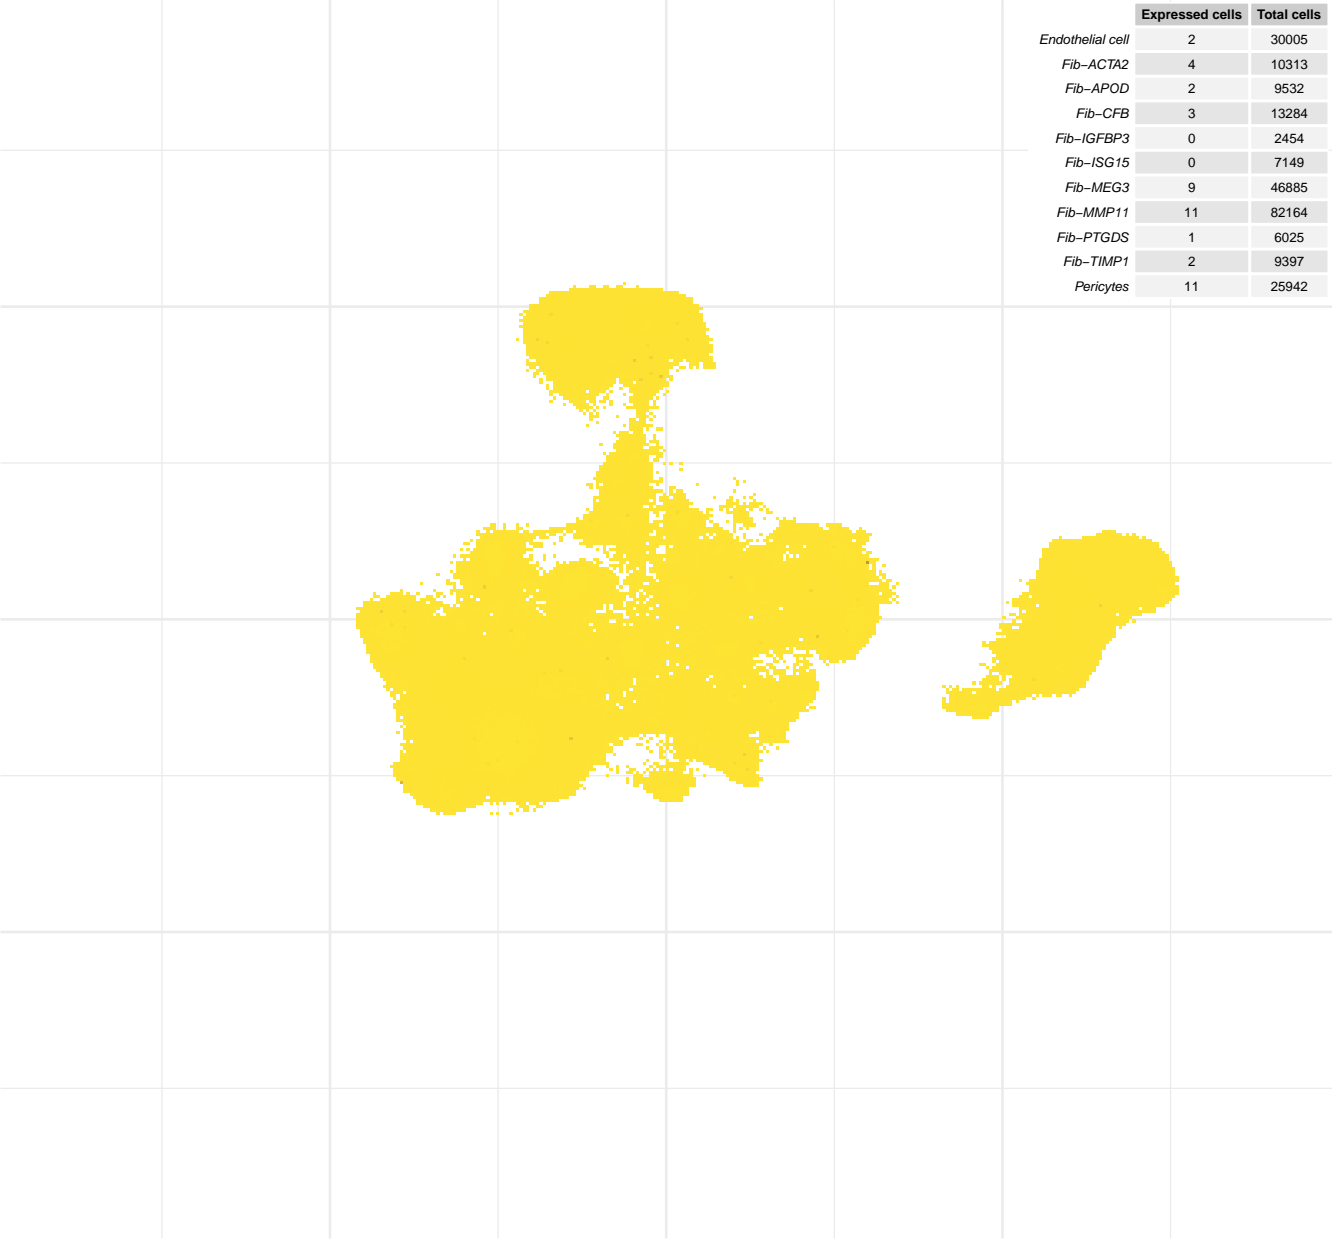 Expressed cells Total cells
Endothelial cell 2 30005
Fib−ACTA2 4 10313
Fib−APOD 2 9532
Fib−CFB 3 13284
Fib−IGFBP3 0 2454
Fib−ISG15 0 7149
Fib−MEG3 9 46885
Fib−MMP11 11 82164
Fib−PTGDS 1 6025
Fib−TIMP1 2 9397
Pericytes 11 25942